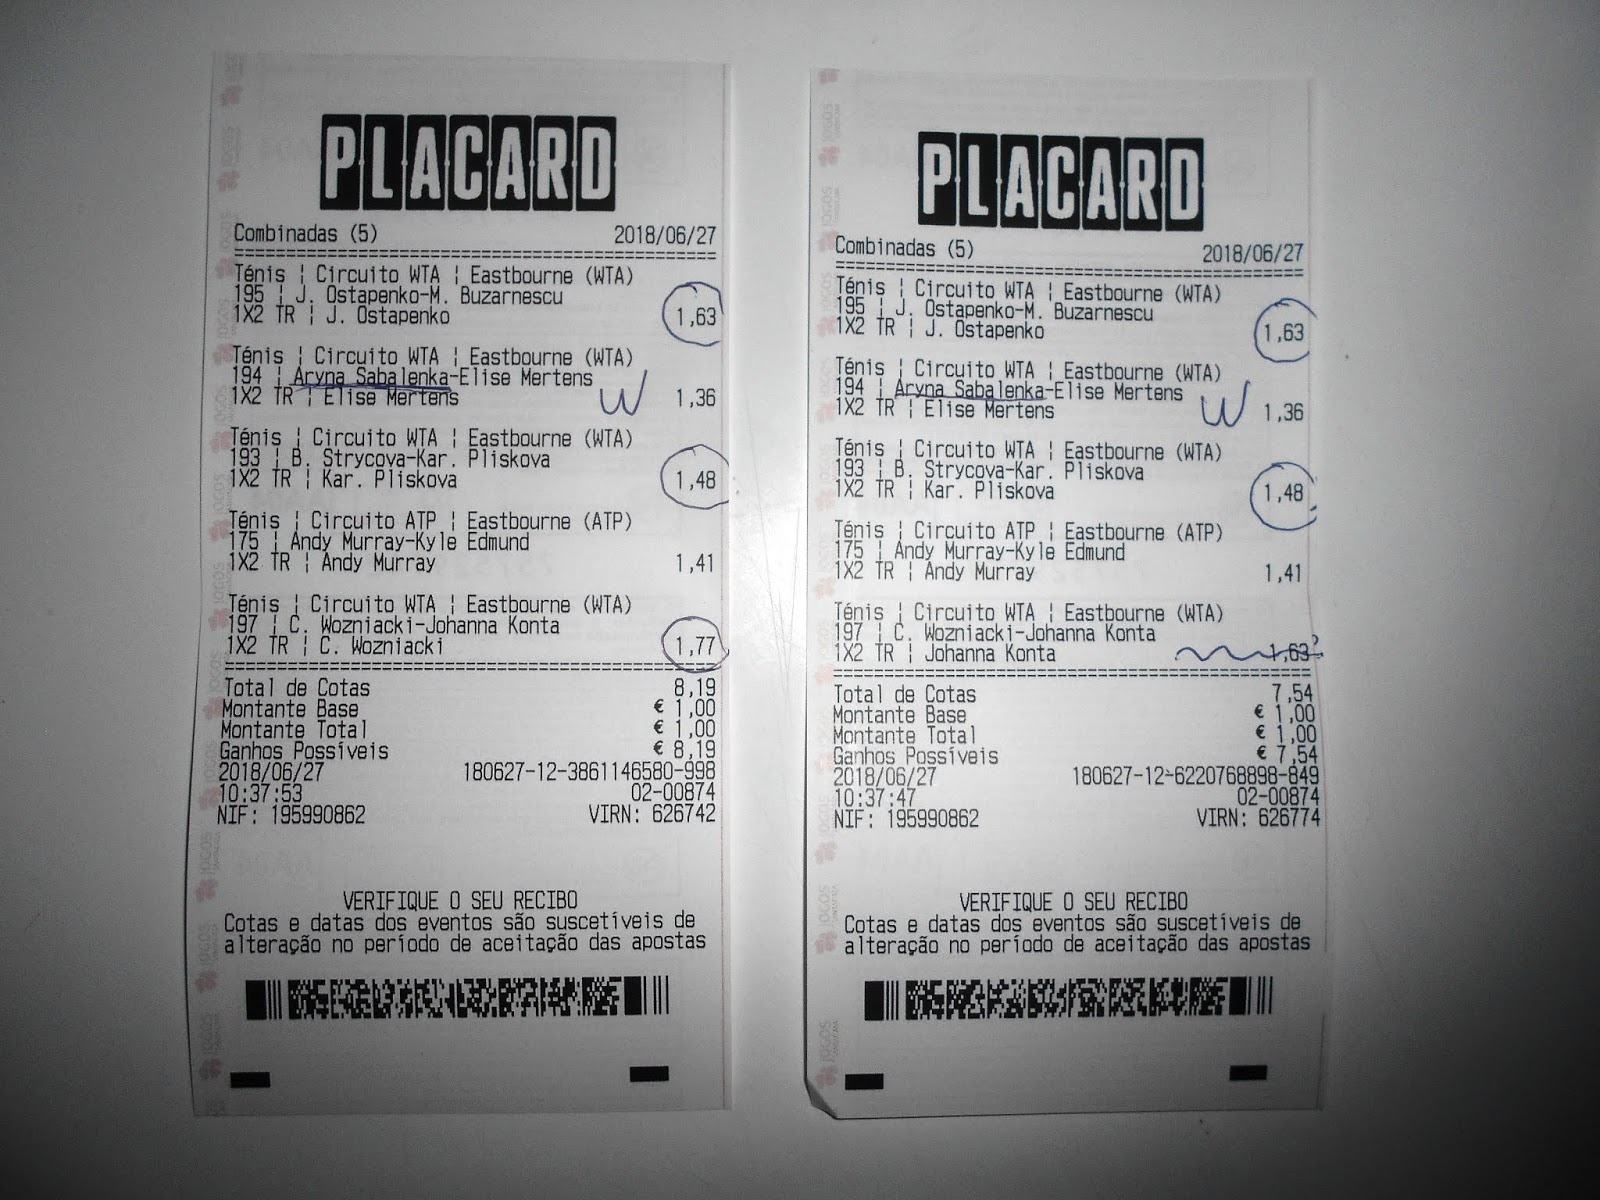 PLACARD
Combinadas (5) 2018/06/27
Ténis ¦ Circuito WTA ¦ Eastbourne (WTA)
195 ¦ J. Ostapenko-M. Buzarnescu
1X2 TR ¦ J. Ostapenko 1,63
Ténis ¦ Circuito WTA ¦ Eastbourne (WTA)
194 ¦ Aryna Sabalenka-Elise Mertens
1X2 TR ¦ Elise Mertens W 1,36
Ténis ¦ Circuito WTA ¦ Eastbourne (WTA)
193 ¦ B. Strycova-Kar. Pliskova
1X2 TR ¦ Kar. Pliskova 1,48
Ténis ¦ Circuito ATP ¦ Eastbourne (ATP)
175 ¦ Andy Murray-Kyle Edmund
1X2 TR ¦ Andy Murray 1,41
Ténis ¦ Circuito WTA ¦ Eastbourne (WTA)
197 ¦ C. Wozniacki-Johanna Konta
1X2 TR ¦ C. Wozniacki 1,77
Total de Cotas 8,19
Montante Base € 1,00
Montante Total € 1,00
Ganhos Possíveis € 8,19
2018/06/27 180627-12-3861146580-998
10:37:53 02-00874
NIF: 195990862 VIRN: 626742
VERIFIQUE O SEU RECIBO
Cotas e datas dos eventos são suscetíveis de
alteração no período de aceitação das apostas
PLACARD
Combinadas (5) 2018/06/27
Ténis ¦ Circuito WTA ¦ Eastbourne (WTA)
195 ¦ J. Ostapenko-M. Buzarnescu
1X2 TR ¦ J. Ostapenko 1,63
Ténis ¦ Circuito WTA ¦ Eastbourne (WTA)
194 ¦ Aryna Sabalenka-Elise Mertens
1X2 TR ¦ Elise Mertens W 1,36
Ténis ¦ Circuito WTA ¦ Eastbourne (WTA)
193 ¦ B. Strycova-Kar. Pliskova
1X2 TR ¦ Kar. Pliskova 1,48
Ténis ¦ Circuito ATP ¦ Eastbourne (ATP)
175 ¦ Andy Murray-Kyle Edmund
1X2 TR ¦ Andy Murray 1,41
Ténis ¦ Circuito WTA ¦ Eastbourne (WTA)
197 ¦ C. Wozniacki-Johanna Konta
1X2 TR ¦ Johanna Konta 1,63
Total de Cotas 7,54
Montante Base € 1,00
Montante Total € 1,00
Ganhos Possíveis € 7,54
2018/06/27 180627-12-6220768898-849
10:37:47 02-00874
NIF: 195990862 VIRN: 626774
VERIFIQUE O SEU RECIBO
Cotas e datas dos eventos são suscetíveis de
alteração no período de aceitação das apostas